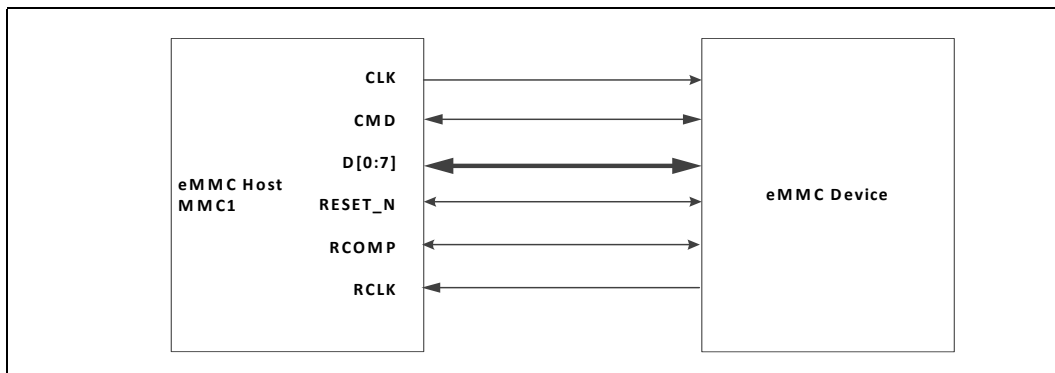 CLK
CMD
D[0:7]
eMMC Host
MMC1
RESET_N
RCOMP
RCLK
eMMC Device